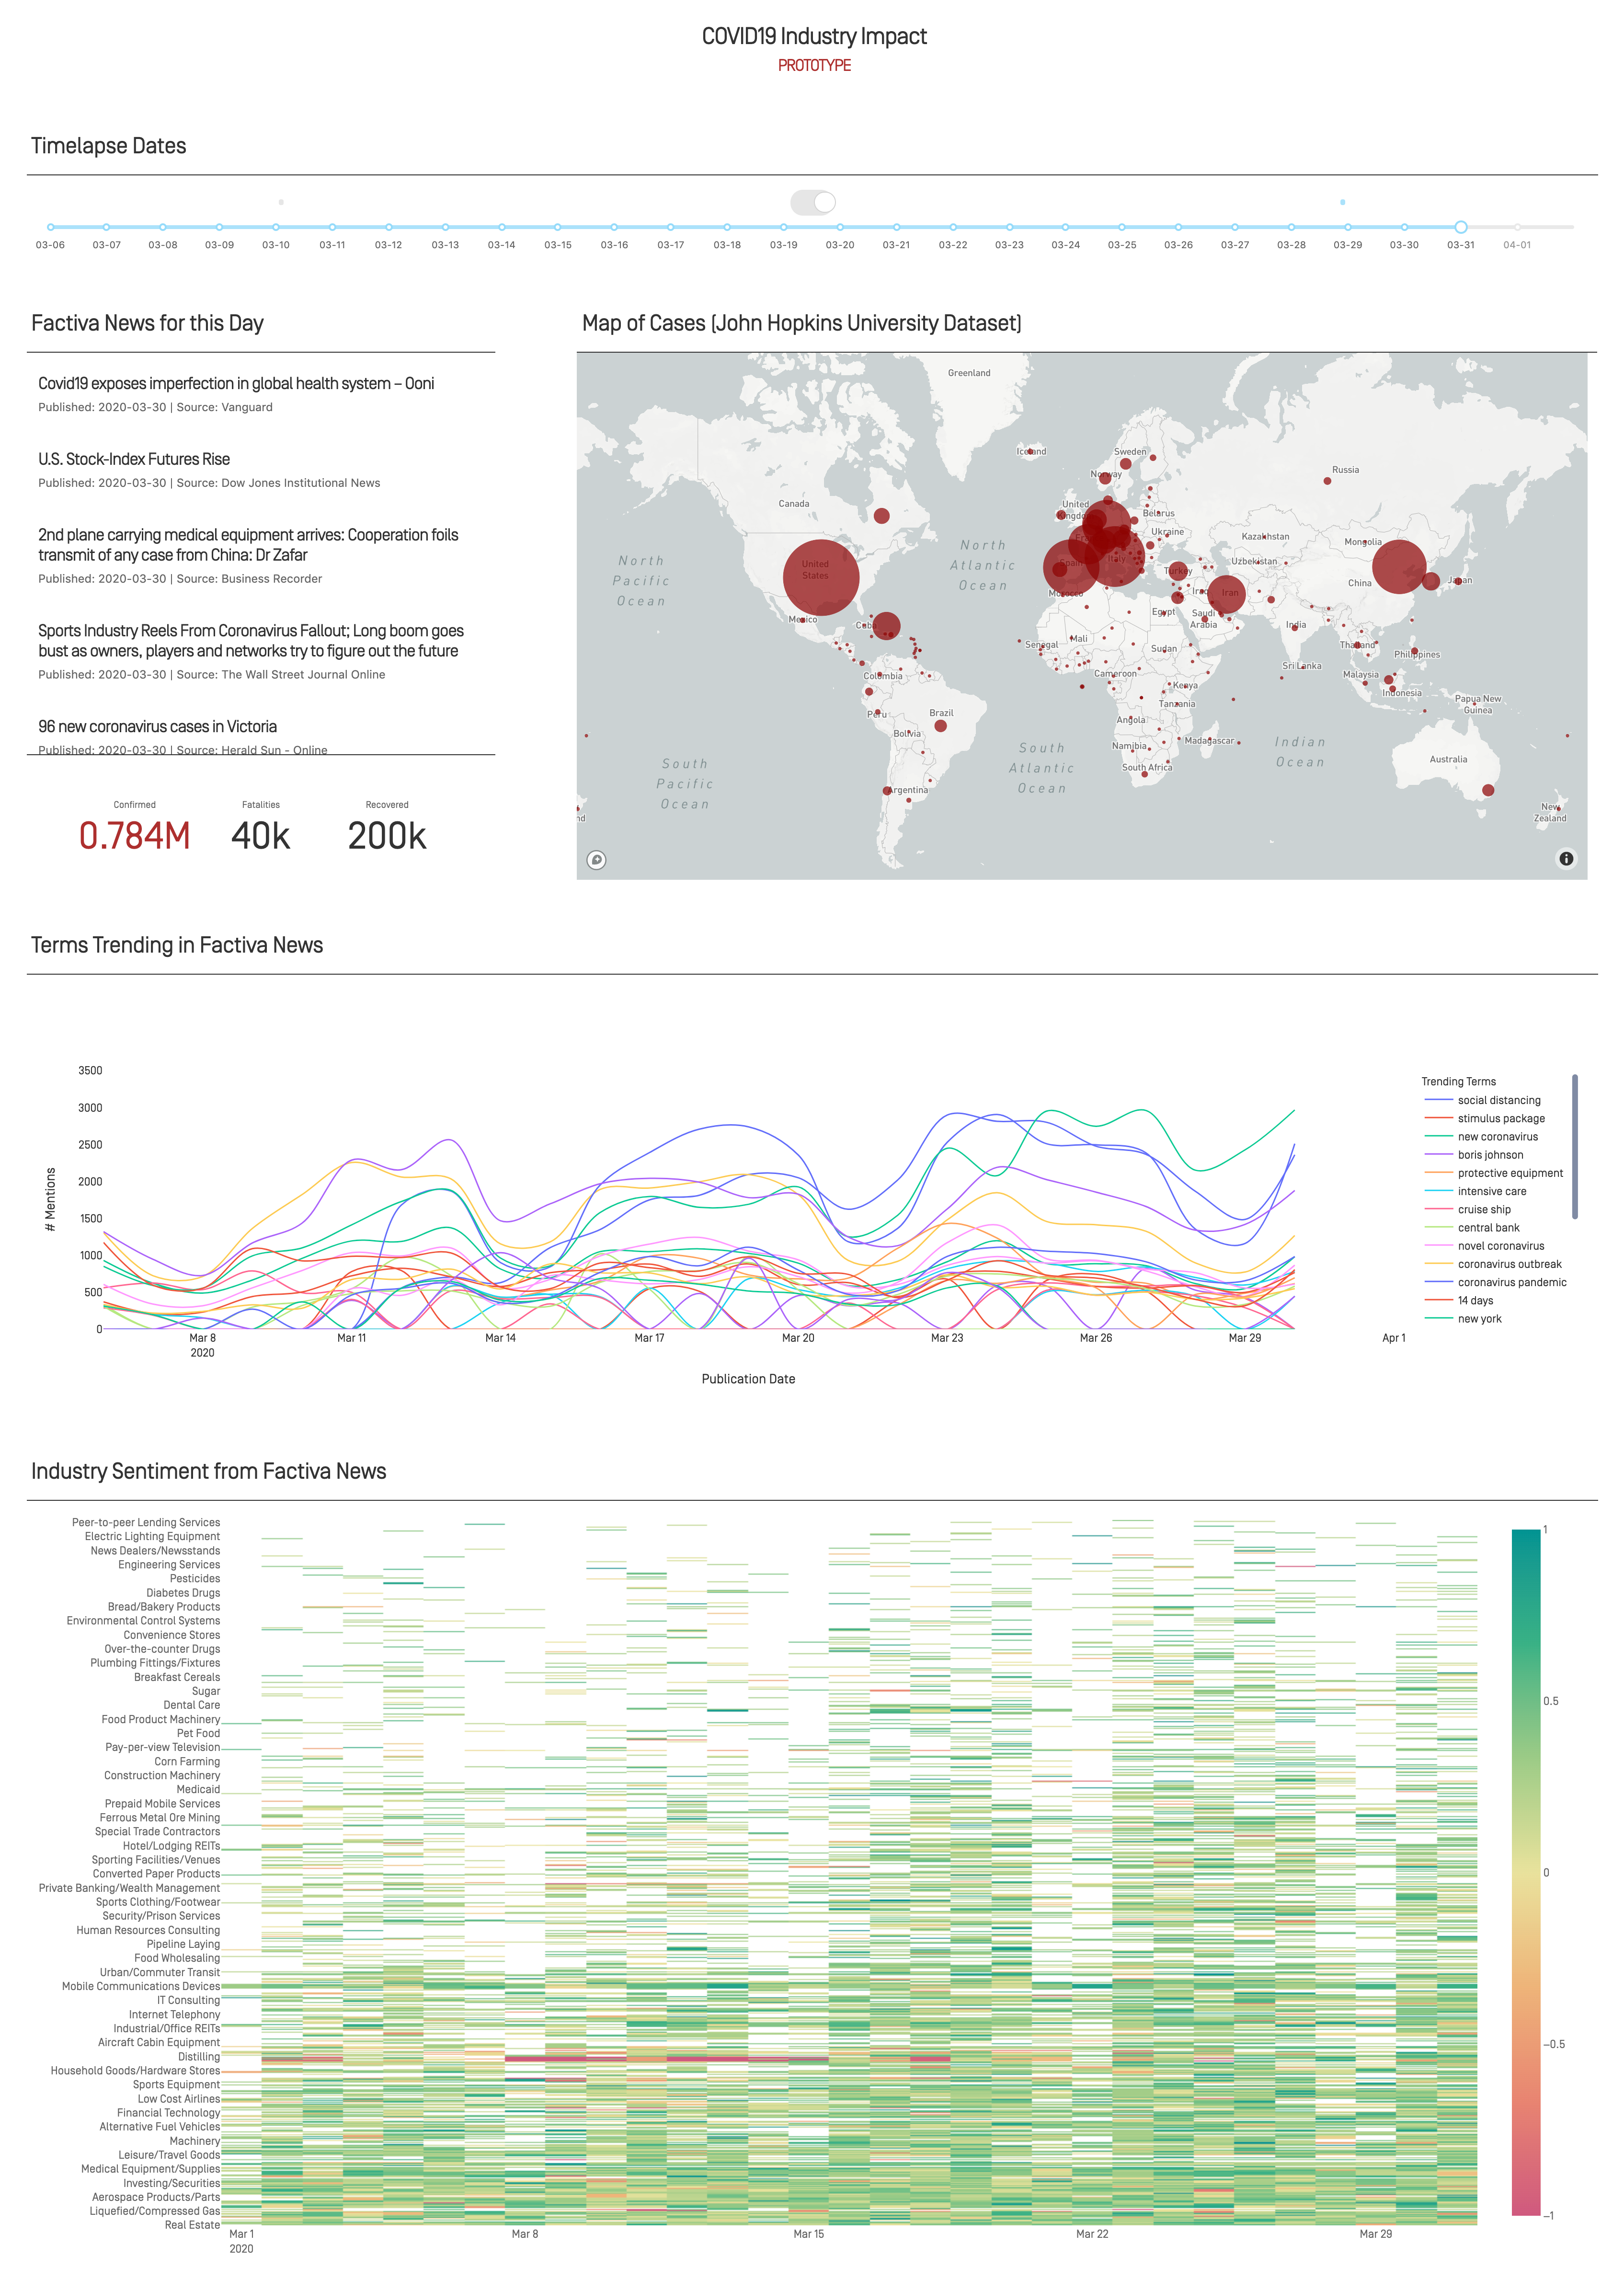 COVID19 Industry Impact
PROTOTYPE
Timelapse Dates
03-06 03-07 03-08 03-09 03-10 03-11 03-12 03-13 03-14 03-15 03-16 03-17 03-18 03-19 03-20 03-21 03-22 03-23 03-24 03-25 03-26 03-27 03-28 03-29 03-30 03-31 04-01
Factiva News for this Day
Covid19 exposes imperfection in global health system – Ooni
Published: 2020-03-30 | Source: Vanguard
U.S. Stock-Index Futures Rise
Published: 2020-03-30 | Source: Dow Jones Institutional News
2nd plane carrying medical equipment arrives: Cooperation foils
transmit of any case from China: Dr Zafar
Published: 2020-03-30 | Source: Business Recorder
Sports Industry Reels From Coronavirus Fallout; Long boom goes
bust as owners, players and networks try to figure out the future
Published: 2020-03-30 | Source: The Wall Street Journal Online
96 new coronavirus cases in Victoria
Published: 2020-03-30 | Source: Herald Sun - Online
Confirmed Fatalities Recovered
0.784M 40k 200k
Map of Cases (John Hopkins University Dataset)
Greenland
Iceland
Sweden
Norway
Russia
Canada
United
Kingdom
Belarus
Ukraine
Kazakhstan
Mongolia
North
Pacific
Ocean
North
Atlantic
Ocean
United
States
Spain
Italy
Uzbekistan
Turkey
China
Japan
Morocco
Iraq
Iran
Mexico
Cuba
Egypt
Saudi
Arabia
India
Senegal
Mali
Sudan
Thailand
Philippines
Colombia
Cameroon
Sri Lanka
Malaysia
Kenya
Indonesia
Tanzania
Papua New
Guinea
Peru
Brazil
Angola
Bolivia
Namibia
Madagascar
South
Pacific
Ocean
South
Atlantic
Ocean
Indian
Ocean
South Africa
Australia
Argentina
New
Zealand
nd
Terms Trending in Factiva News
# Mentions
3500
3000
2500
2000
1500
1000
500
0
Mar 8 Mar 11 Mar 14 Mar 17 Mar 20 Mar 23 Mar 26 Mar 29 Apr 1
2020
Publication Date
Trending Terms
social distancing
stimulus package
new coronavirus
boris johnson
protective equipment
intensive care
cruise ship
central bank
novel coronavirus
coronavirus outbreak
coronavirus pandemic
14 days
new york
Industry Sentiment from Factiva News
Peer-to-peer Lending Services
Electric Lighting Equipment
News Dealers/Newsstands
Engineering Services
Pesticides
Diabetes Drugs
Bread/Bakery Products
Environmental Control Systems
Convenience Stores
Over-the-counter Drugs
Plumbing Fittings/Fixtures
Breakfast Cereals
Sugar
Dental Care
Food Product Machinery
Pet Food
Pay-per-view Television
Corn Farming
Construction Machinery
Medicaid
Prepaid Mobile Services
Ferrous Metal Ore Mining
Special Trade Contractors
Hotel/Lodging REITs
Sporting Facilities/Venues
Converted Paper Products
Private Banking/Wealth Management
Sports Clothing/Footwear
Security/Prison Services
Human Resources Consulting
Pipeline Laying
Food Wholesaling
Urban/Commuter Transit
Mobile Communications Devices
IT Consulting
Internet Telephony
Industrial/Office REITs
Aircraft Cabin Equipment
Distilling
Household Goods/Hardware Stores
Sports Equipment
Low Cost Airlines
Financial Technology
Alternative Fuel Vehicles
Machinery
Leisure/Travel Goods
Medical Equipment/Supplies
Investing/Securities
Aerospace Products/Parts
Liquefied/Compressed Gas
Real Estate
Mar 1 Mar 8 Mar 15 Mar 22 Mar 29
2020
1
0.5
0
−0.5
−1